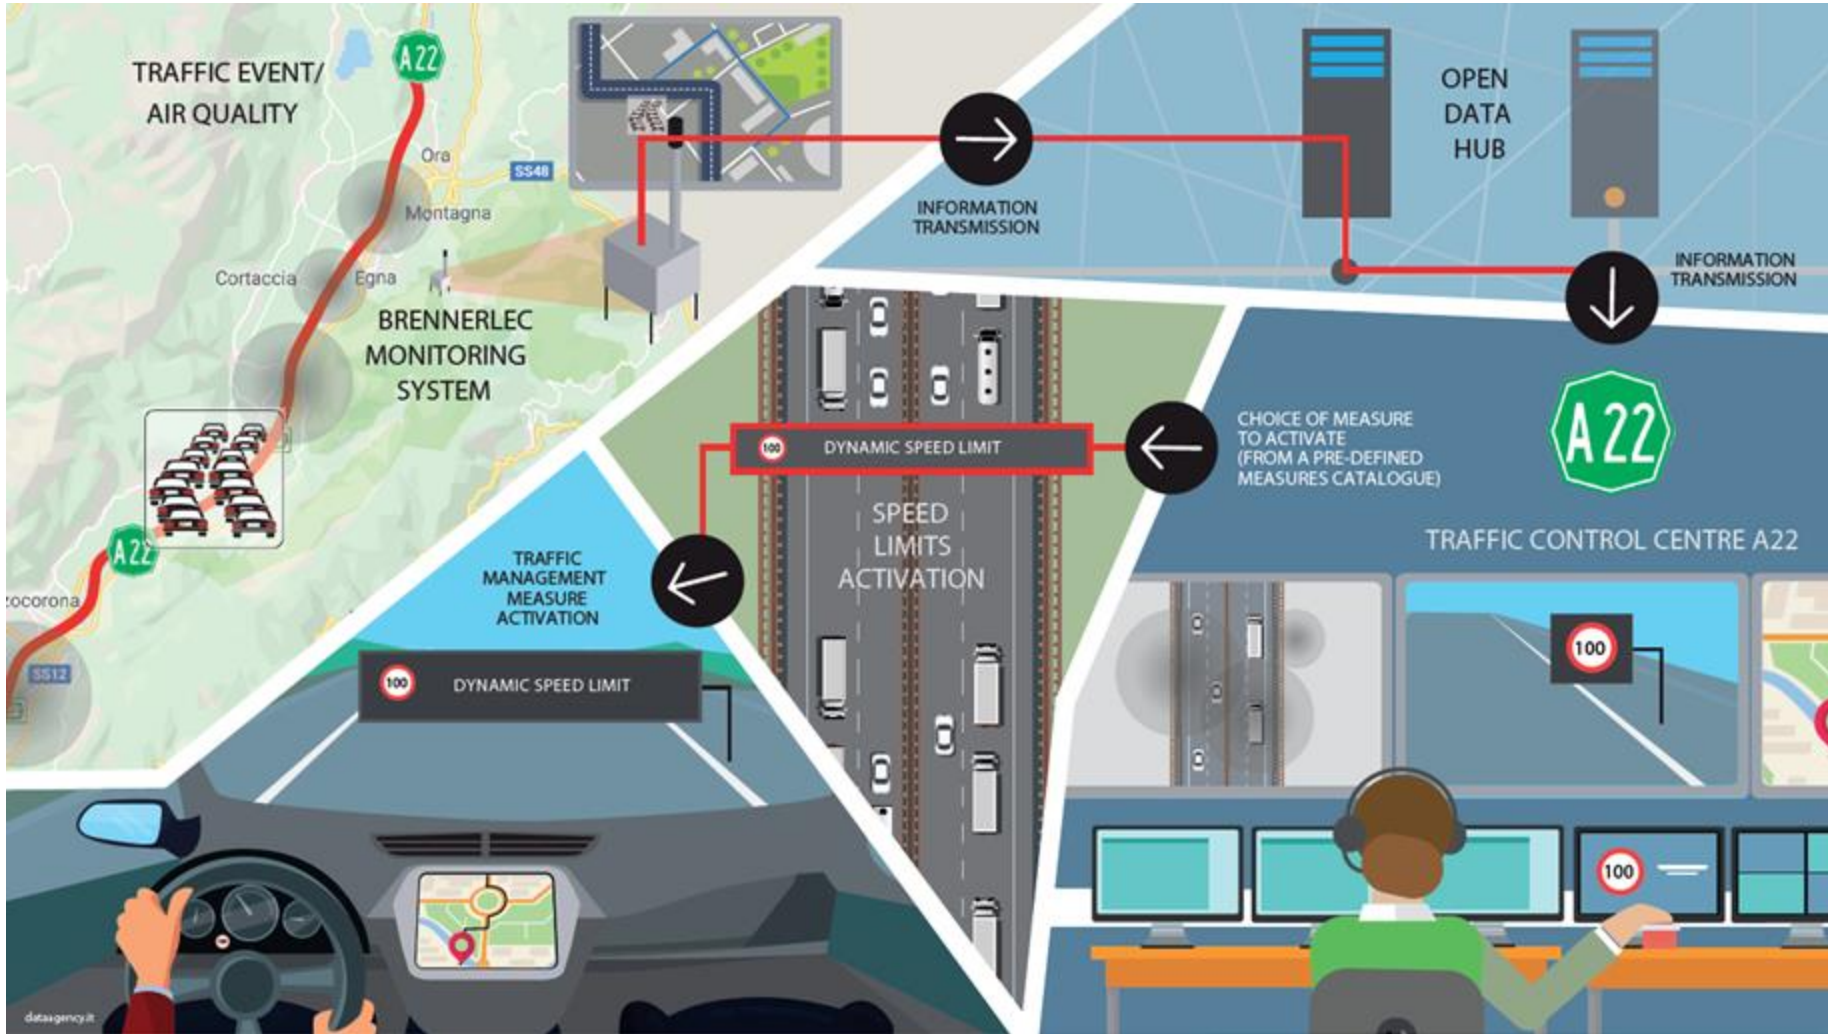 TRAFFIC EVENT/
AIR QUALITY
A22
Ora
SS48
Montagna
Cortaccia
Egna
BRENNERLEC
MONITORING
SYSTEM
A22
SS12
INFORMATION
TRANSMISSION
OPEN
DATA
HUB
INFORMATION
TRANSMISSION
A22
CHOICE OF MEASURE
TO ACTIVATE
(FROM A PRE-DEFINED
MEASURES CATALOGUE)
TRAFFIC CONTROL CENTRE A22
100
100
100 DYNAMIC SPEED LIMIT
SPEED
LIMITS
ACTIVATION
TRAFFIC
MANAGEMENT
MEASURE
ACTIVATION
100 DYNAMIC SPEED LIMIT
dataagency.it